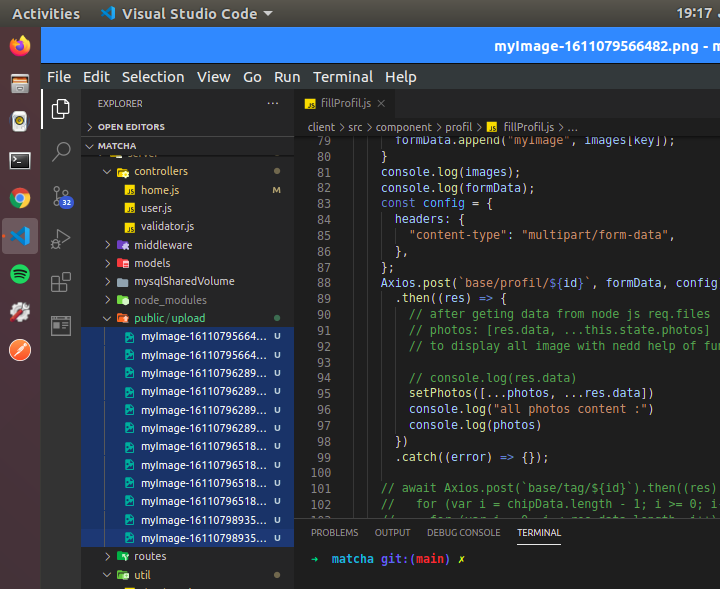 Activities Visual Studio Code 19:17
myImage-1611079566482.png - m
File Edit Selection View Go Run Terminal Help
EXPLORER ...
OPEN EDITORS
MATCHA
server
controllers
home.js M
user.js
validator.js
middleware
models
mysqlSharedVolume
node_modules
public/upload
myImage-16110795664... U
myImage-16110795664... U
myImage-16110796289... U
myImage-16110796289... U
myImage-16110796289... U
myImage-16110796289... U
myImage-16110796518... U
myImage-16110796518... U
myImage-16110796518... U
myImage-16110796518... U
myImage-16110798935... U
myImage-16110798935... U
routes
util
32
fillProfil.js ×
client > src > component > profil > fillProfil.js > ...
79 formData.append("myImage", images[key]);
80 }
81 console.log(images);
82 console.log(formData);
83 const config = {
84 headers: {
85 "content-type": "multipart/form-data",
86 },
87 };
88 Axios.post(`base/profil/${id}`, formData, config
89 .then((res) => {
90 // after geting data from node js req.files
91 // photos: [res.data, ...this.state.photos]
92 // to display all image with nedd help of fun
93
94 // console.log(res.data)
95 setPhotos([...photos, ...res.data])
96 console.log("all photos content :")
97 console.log(photos)
98 })
99 .catch((error) => {});
100
101 // await Axios.post(`base/tag/${id}`).then((res)
102 // for (var i = chipData.length - 1; i >= 0; i
PROBLEMS OUTPUT DEBUG CONSOLE TERMINAL
→ matcha git:(main) ✗